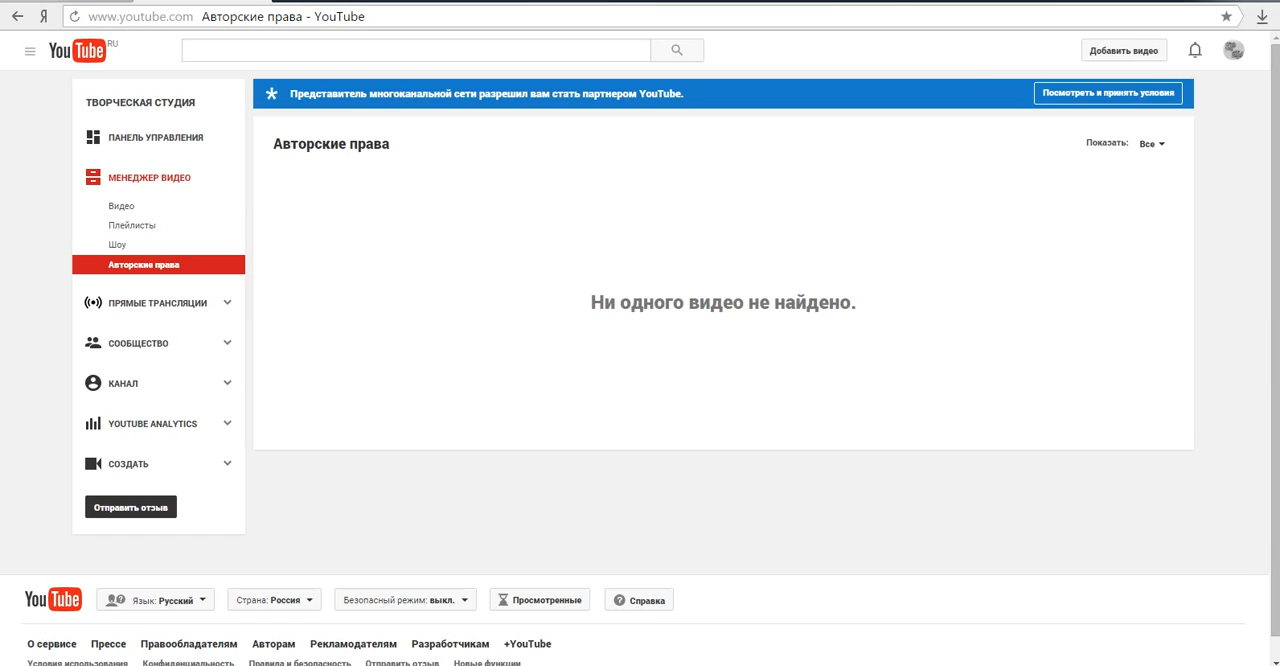 Я www.youtube.com Авторские права - YouTube
YouTube RU
Добавить видео
Представитель многоканальной сети разрешил вам стать партнером YouTube.
Посмотреть и принять условия
ТВОРЧЕСКАЯ СТУДИЯ
ПАНЕЛЬ УПРАВЛЕНИЯ
МЕНЕДЖЕР ВИДЕО
Видео
Плейлисты
Шоу
Авторские права
ПРЯМЫЕ ТРАНСЛЯЦИИ
СООБЩЕСТВО
КАНАЛ
YOUTUBE ANALYTICS
СОЗДАТЬ
Отправить отзыв
Авторские права
Показать: Все
Ни одного видео не найдено.
YouTube
Язык: Русский
Страна: Россия
Безопасный режим: выкл.
Просмотренные
Справка
О сервисе Прессе Правообладателям Авторам Рекламодателям Разработчикам +YouTube
Условия использования Конфиденциальность Правила и безопасность Отправить отзыв Новые функции